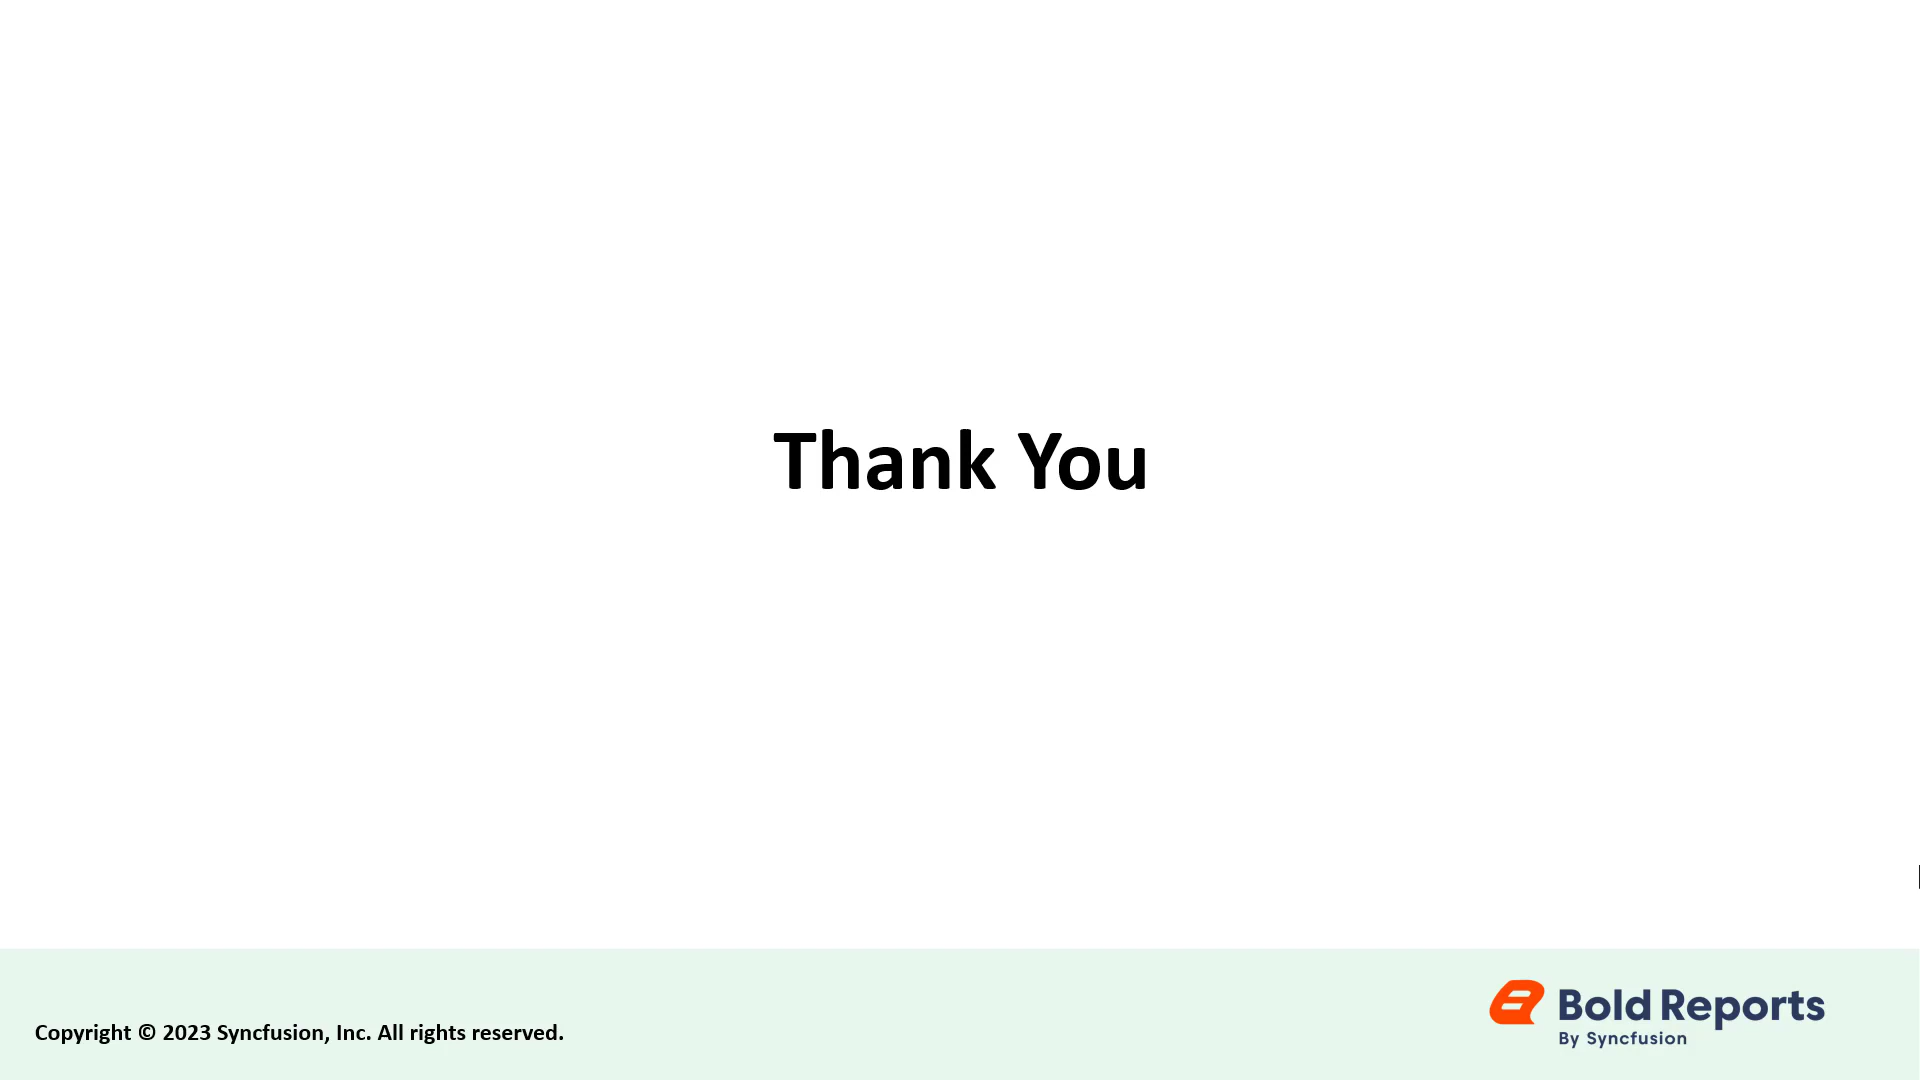 Thank You
Copyright © 2023 Syncfusion, Inc. All rights reserved.
Bold Reports
By Syncfusion